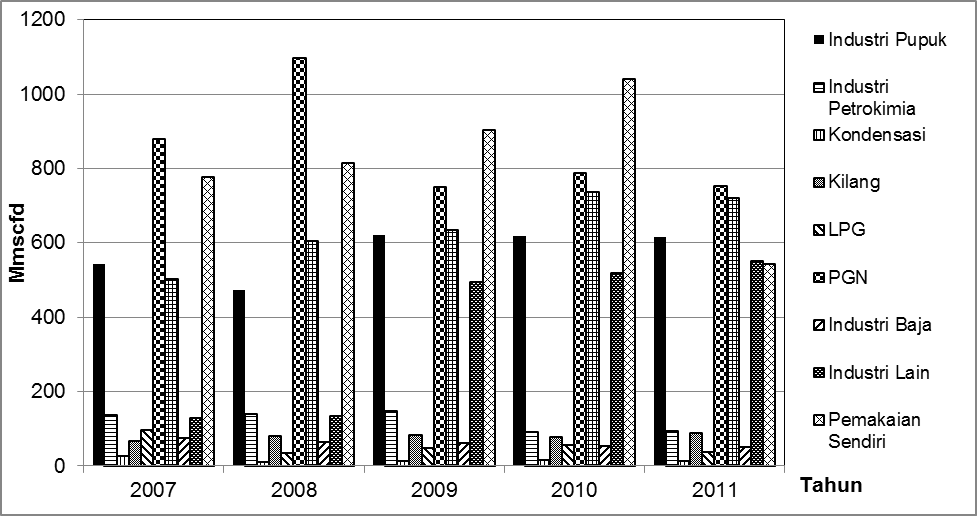 1200
1000
800
600
400
200
0
Mmscfd
2007 2008 2009 2010 2011
Tahun
Industri Pupuk
Industri
Petrokimia
Kondensasi
Kilang
LPG
PGN
Industri Baja
Industri Lain
Pemakaian
Sendiri